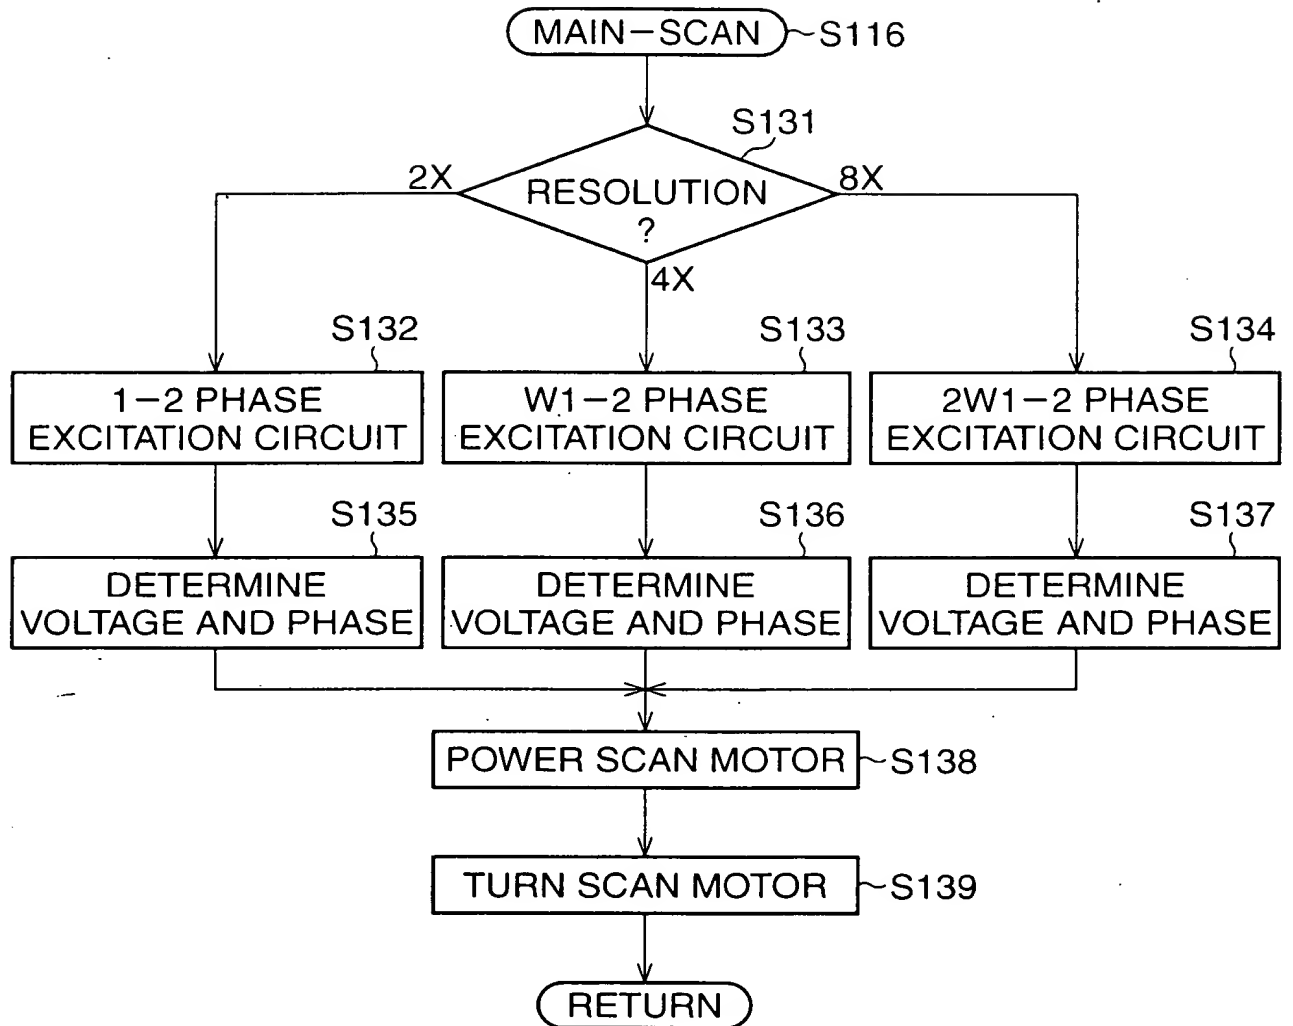 MAIN-SCAN
S116
S131
2X
RESOLUTION
?
8X
4X
S132
S133
S134
1-2 PHASE
EXCITATION CIRCUIT
W1-2 PHASE
EXCITATION CIRCUIT
2W1-2 PHASE
EXCITATION CIRCUIT
S135
S136
S137
DETERMINE
VOLTAGE AND PHASE
DETERMINE
VOLTAGE AND PHASE
DETERMINE
VOLTAGE AND PHASE
POWER SCAN MOTOR
S138
TURN SCAN MOTOR
S139
RETURN